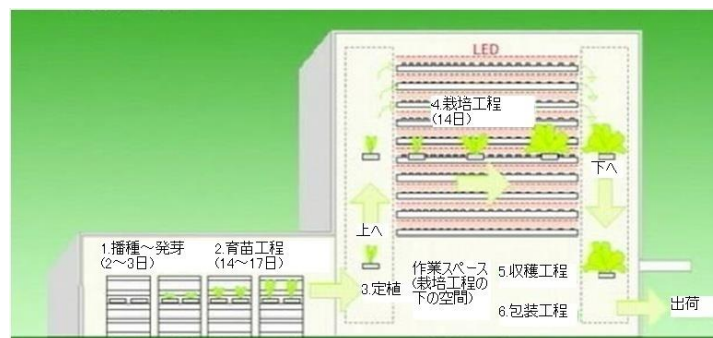 LED
4.栽培工程
(14日)
下へ
上へ
1.播種～発芽
(2～3日)
2.育苗工程
(14～17日)
3.定植
作業スペース
(栽培工程の
下の空間)
5.収穫工程
6.包装工程
出荷